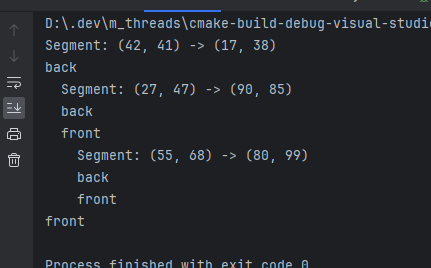 D:\.dev\m_threads\cmake-build-debug-visual-studio
Segment: (42, 41) -> (17, 38)
back
  Segment: (27, 47) -> (90, 85)
  back
  front
    Segment: (55, 68) -> (80, 99)
    back
    front
front
Process finished with exit code 0